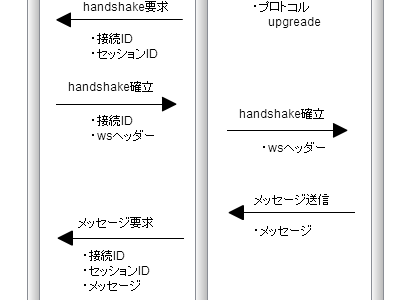 handshake要求
・プロトコル
upgreade
・接続ID
・セッションID
handshake確立
・接続ID
・wsヘッダー
handshake確立
・wsヘッダー
メッセージ送信
・メッセージ
メッセージ要求
・接続ID
・セッションID
・メッセージ